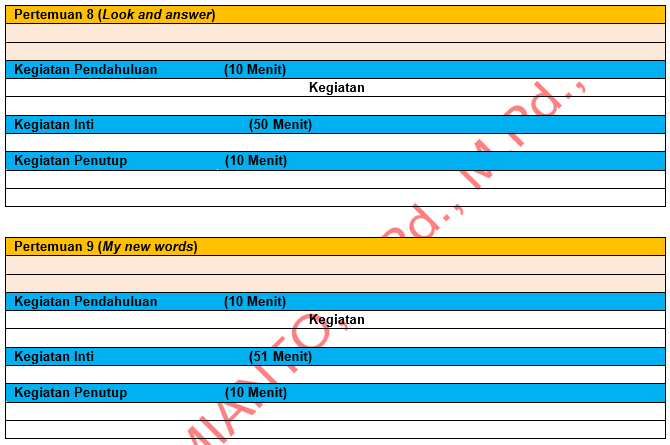 Pertemuan 8 (Look and answer)
Kegiatan Pendahuluan (10 Menit)
Kegiatan
Kegiatan Inti (50 Menit)
Kegiatan Penutup (10 Menit)
Pertemuan 9 (My new words)
Kegiatan Pendahuluan (10 Menit)
Kegiatan
Kegiatan Inti (51 Menit)
Kegiatan Penutup (10 Menit)